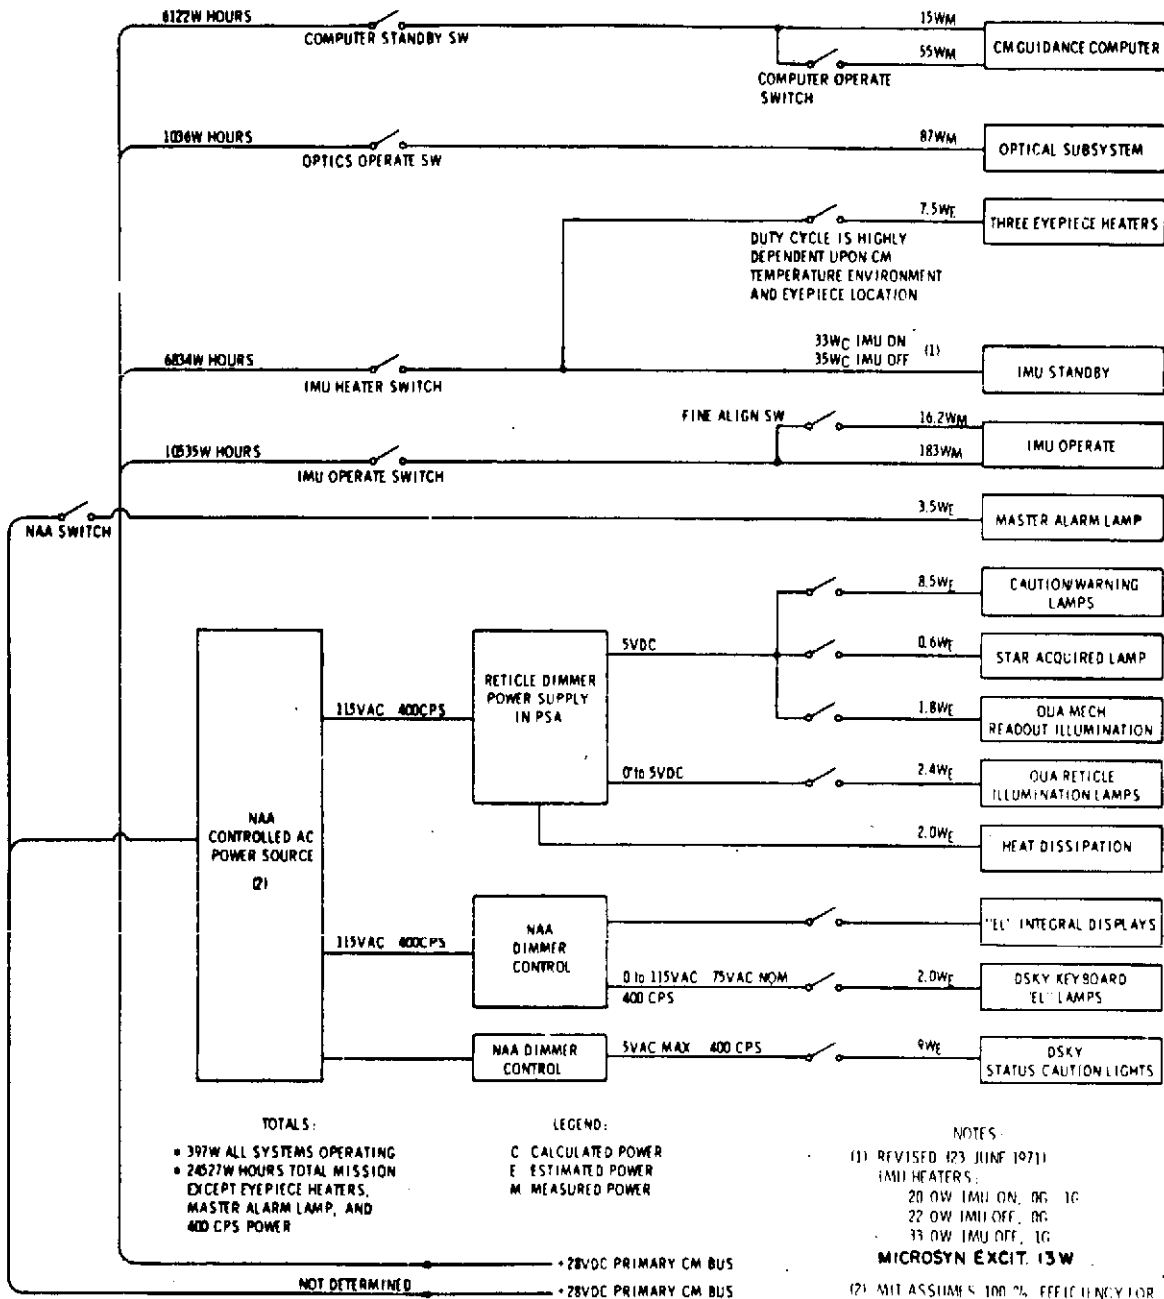 6122W HOURS
COMPUTER STANDBY SW
15WM
55WM
CM GUIDANCE COMPUTER
COMPUTER OPERATE
SWITCH
1036W HOURS
OPTICS OPERATE SW
87WM
OPTICAL SUBSYSTEM
7.5WE
THREE EYEPIECE HEATERS
DUTY CYCLE IS HIGHLY
DEPENDENT UPON CM
TEMPERATURE ENVIRONMENT
AND EYEPIECE LOCATION
6834W HOURS
IMU HEATER SWITCH
33WC IMU ON
35WC IMU OFF
(1)
IMU STANDBY
FINE ALIGN SW
16.2WM
183WM
IMU OPERATE
10535W HOURS
IMU OPERATE SWITCH
NAA SWITCH
3.5WE
MASTER ALARM LAMP
8.5WE
CAUTION/WARNING
LAMPS
5VDC
0.6WE
STAR ACQUIRED LAMP
RETICLE DIMMER
POWER SUPPLY
IN PSA
115VAC 400CPS
1.8WE
OUA MECH
READOUT ILLUMINATION
0 to 5VDC
2.4WE
OUA RETICLE
ILLUMINATION LAMPS
NAA
CONTROLLED AC
POWER SOURCE
(2)
2.0WE
HEAT DISSIPATION
115VAC 400CPS
NAA
DIMMER
CONTROL
"EL" INTEGRAL DISPLAYS
0 to 115VAC 75VAC NOM
400 CPS
2.0WE
DSKY KEYBOARD
"EL" LAMPS
NAA DIMMER
CONTROL
5VAC MAX 400 CPS
9WE
DSKY
STATUS CAUTION LIGHTS
TOTALS:
• 397W ALL SYSTEMS OPERATING
• 24527W HOURS TOTAL MISSION
EXCEPT EYEPIECE HEATERS,
MASTER ALARM LAMP, AND
400 CPS POWER
LEGEND:
C CALCULATED POWER
E ESTIMATED POWER
M MEASURED POWER
NOTES:
(1) REVISED (23 JUNE 1971)
IMU HEATERS:
20.0W IMU ON, 0G 1G
22.0W IMU OFF, 0G
33.0W IMU OFF, 1G
MICROSYN EXCIT. 13W
(2) MIT ASSUMES 100 % EFFICIENCY FOR
+28VDC PRIMARY CM BUS
NOT DETERMINED
+28VDC PRIMARY CM BUS